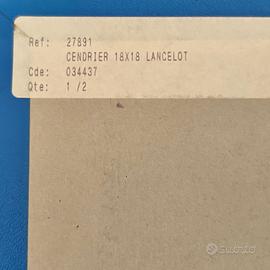 Ref: 27891
CENDRIER 18X18 LANCELOT
Cde: 034437
Qte: 1 /2
Subito